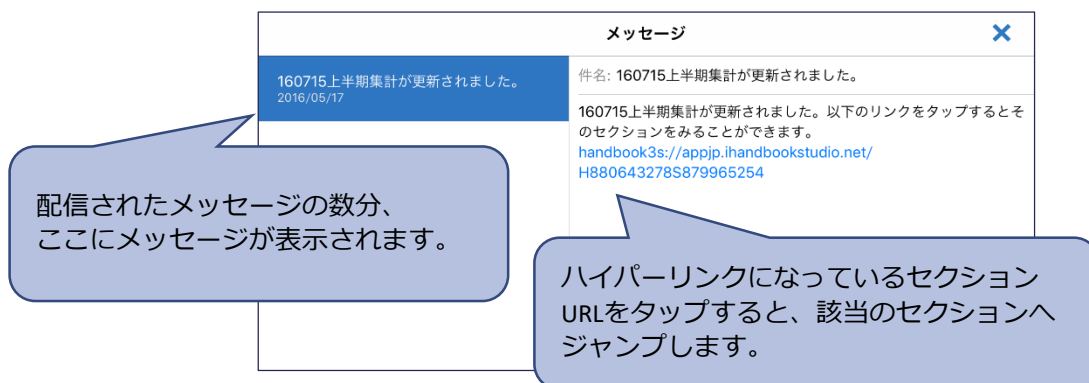 メッセージ
160715上半期集計が更新されました。
2016/05/17
件名: 160715上半期集計が更新されました。
160715上半期集計が更新されました。以下のリンクをタップするとそ
のセクションをみることができます。
handbook3s://appjp.ihandbookstudio.net/
H880643278S879965254
配信されたメッセージの数分、
ここにメッセージが表示されます。
ハイパーリンクになっているセクション
URLをタップすると、該当のセクションへ
ジャンプします。